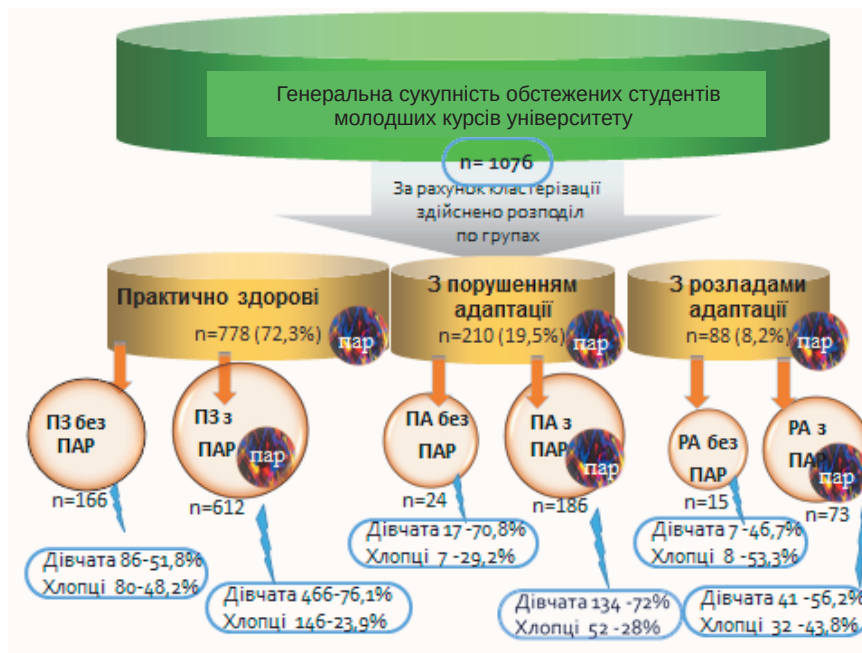 Генеральна сукупність обстежених студентів
молодших курсів університету
n= 1076
За рахунок кластерізації
здійснено розподіл
по групах
Практично здорові
n=778 (72,3%)
пар
З порушенням
адаптації
n=210 (19,5%)
пар
З розладами
адаптації
n=88 (8,2%)
пар
ПЗ без
ПАР
n=166
ПЗ з
ПАР
пар
n=612
ПА без
ПАР
n=24
ПА з
ПАР
пар
n=186
РА без
ПАР
n=15
РА з
ПАР
пар
n=73
Дівчата 86-51,8%
Хлопці 80-48,2%
Дівчата 466-76,1%
Хлопці 146-23,9%
Дівчата 17 -70,8%
Хлопці 7 -29,2%
Дівчата 134 -72%
Хлопці 52 -28%
Дівчата 7 -46,7%
Хлопці 8 -53,3%
Дівчата 41 -56,2%
Хлопці 32 -43,8%